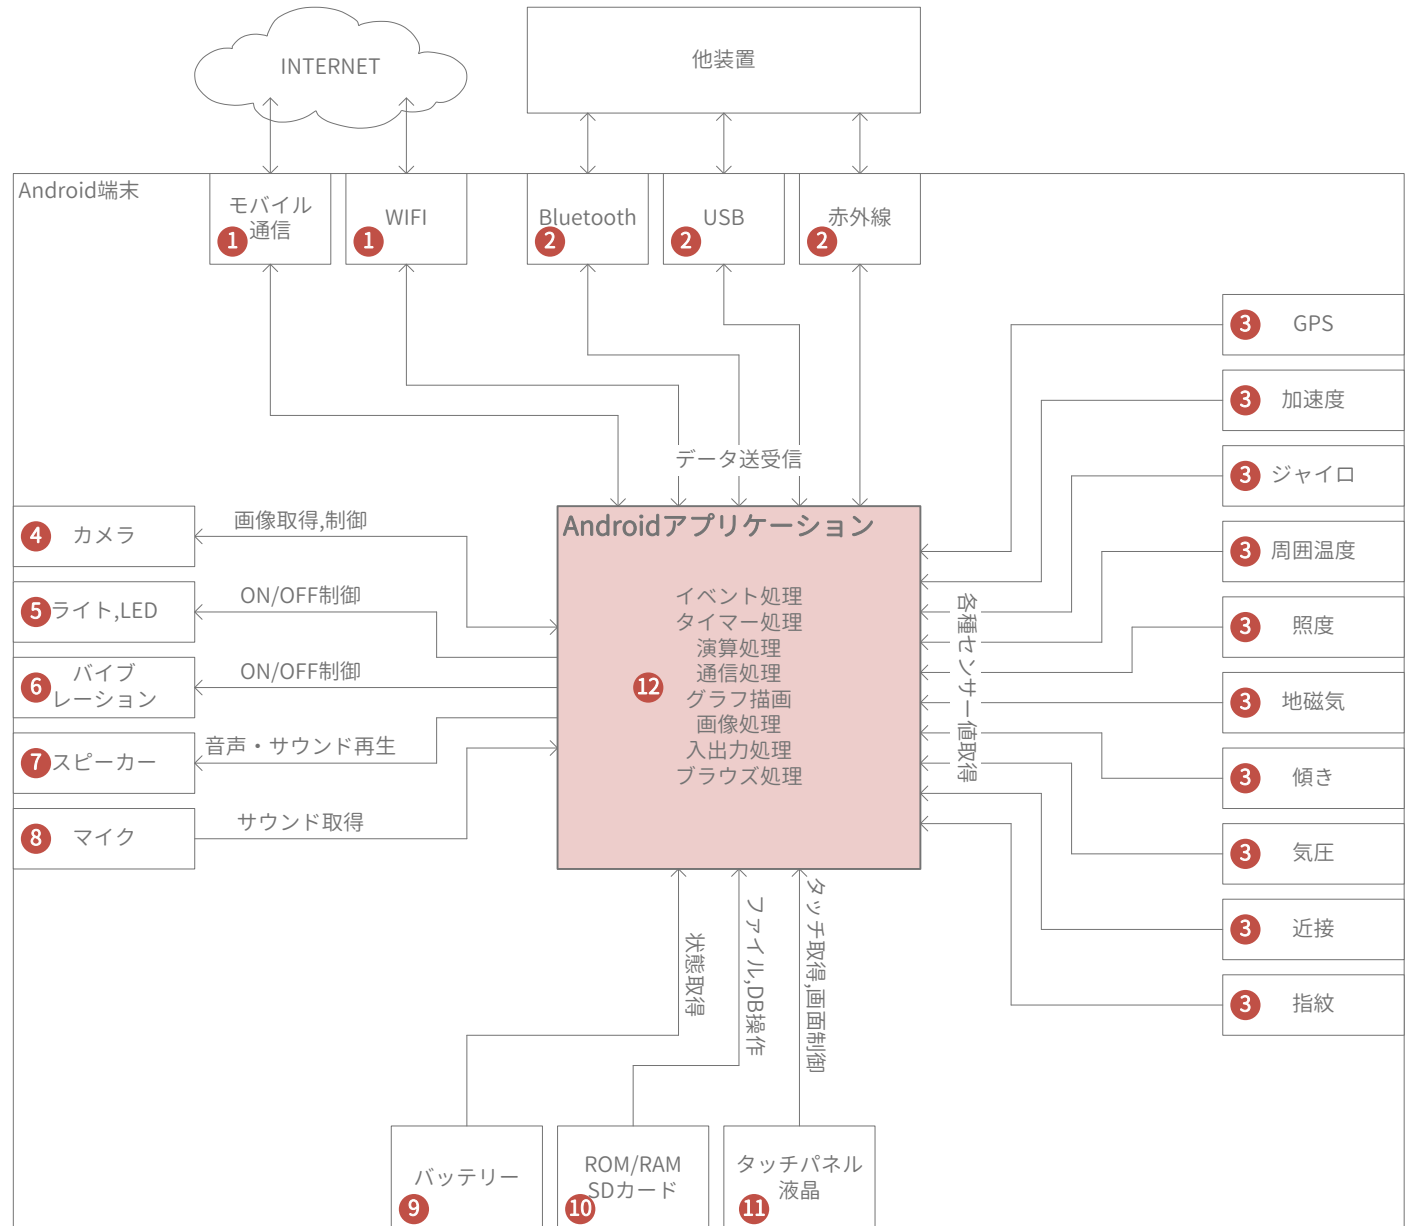 INTERNET
他装置
Android端末
モバイル
通信
1
WIFI
1
Bluetooth
2
USB
2
赤外線
2
データ送受信
3 GPS
3 加速度
3 ジャイロ
3 周囲温度
3 照度
3 地磁気
3 傾き
3 気圧
3 近接
3 指紋
各種センサー値取得
4 カメラ
画像取得,制御
5 ライト,LED
ON/OFF制御
6 バイブ
レーション
ON/OFF制御
7 スピーカー
音声・サウンド再生
8 マイク
サウンド取得
Androidアプリケーション
イベント処理
タイマー処理
演算処理
通信処理
グラフ描画
画像処理
入出力処理
ブラウズ処理
12
状態取得
ファイル,DB操作
タッチ取得,画面制御
バッテリー
9
ROM/RAM
SDカード
10
タッチパネル
液晶
11